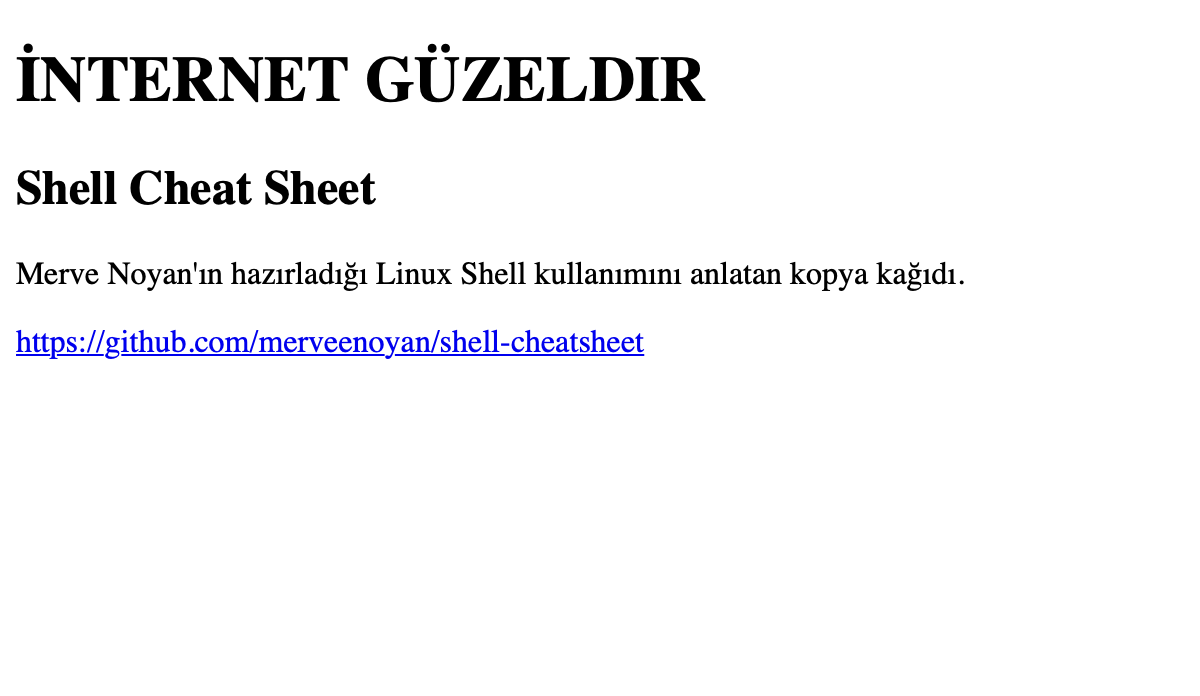 İNTERNET GÜZELDIR
Shell Cheat Sheet
Merve Noyan'ın hazırladığı Linux Shell kullanımını anlatan kopya kağıdı.
https://github.com/merveenoyan/shell-cheatsheet